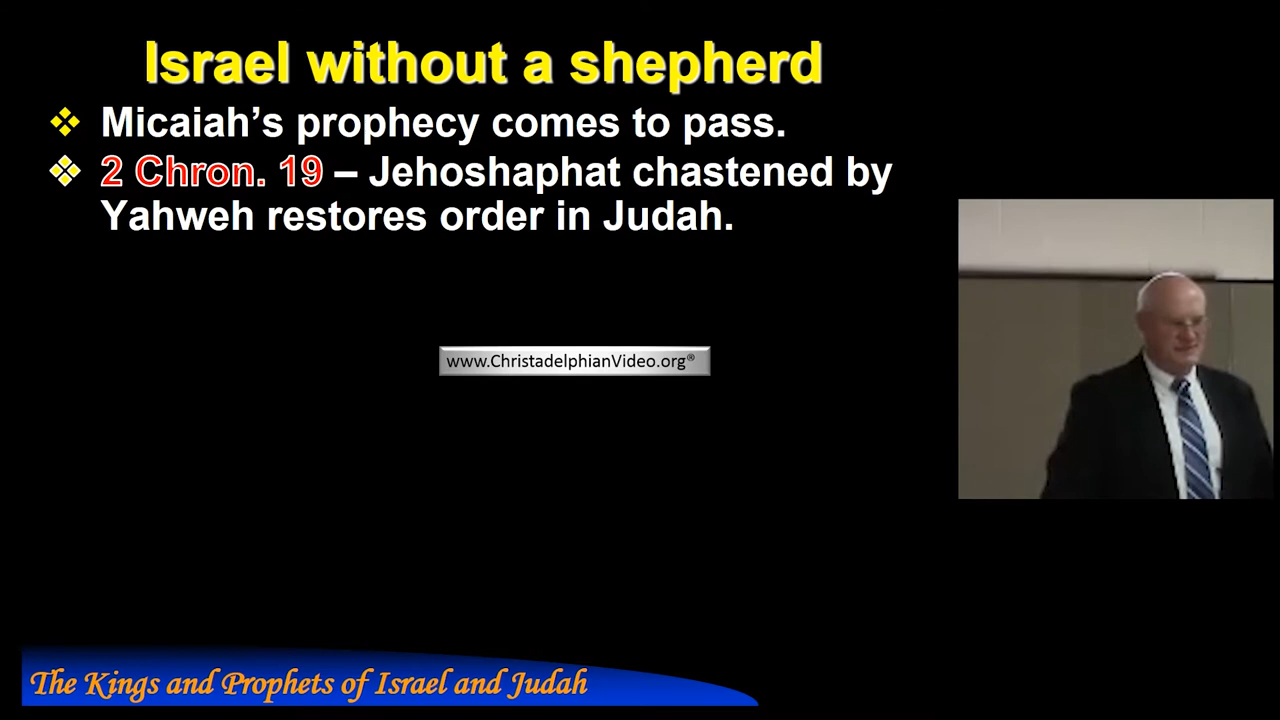 Israel without a shepherd
Micaiah’s prophecy comes to pass.
2 Chron. 19 – Jehoshaphat chastened by
Yahweh restores order in Judah.
www.ChristadelphianVideo.org®
The Kings and Prophets of Israel and Judah